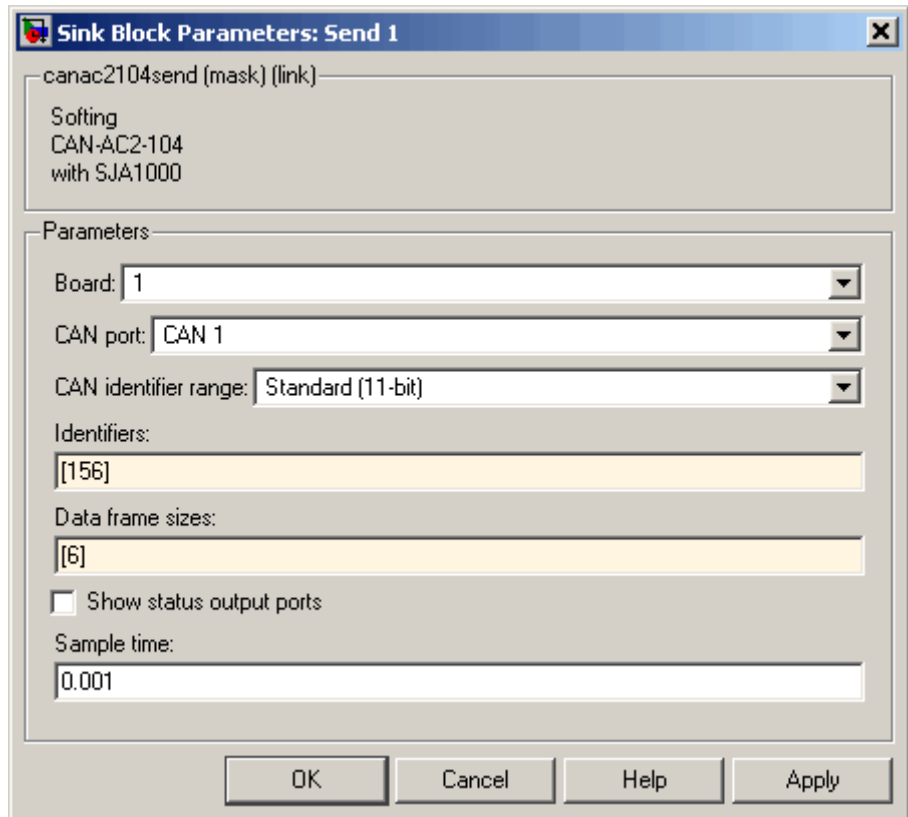 Sink Block Parameters: Send 1
canac2104send (mask) (link)
Softing
CAN-AC2-104
with SJA1000
Parameters
Board: 1
CAN port: CAN 1
CAN identifier range: Standard (11-bit)
Identifiers:
[156]
Data frame sizes:
[6]
Show status output ports
Sample time:
0.001
OK Cancel Help Apply